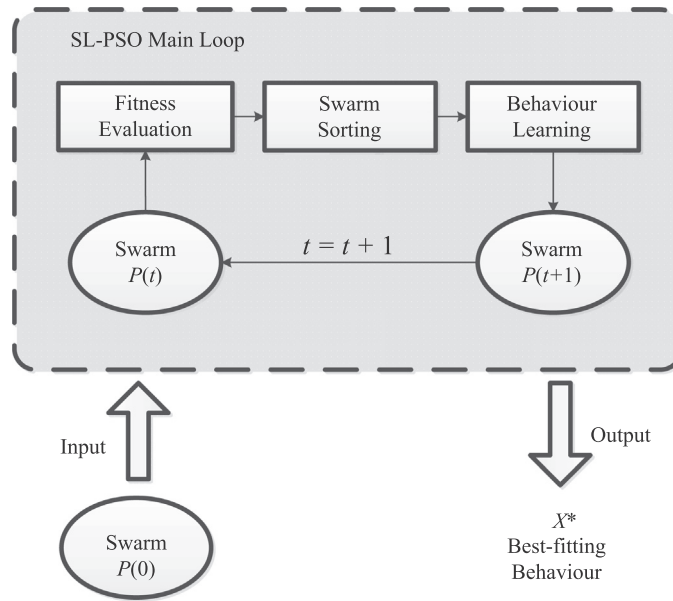 SL-PSO Main Loop
Fitness
Evaluation
Swarm
Sorting
Behaviour
Learning
Swarm
P(t)
t = t + 1
Swarm
P(t+1)
Input
Output
Swarm
P(0)
X*
Best-fitting
Behaviour